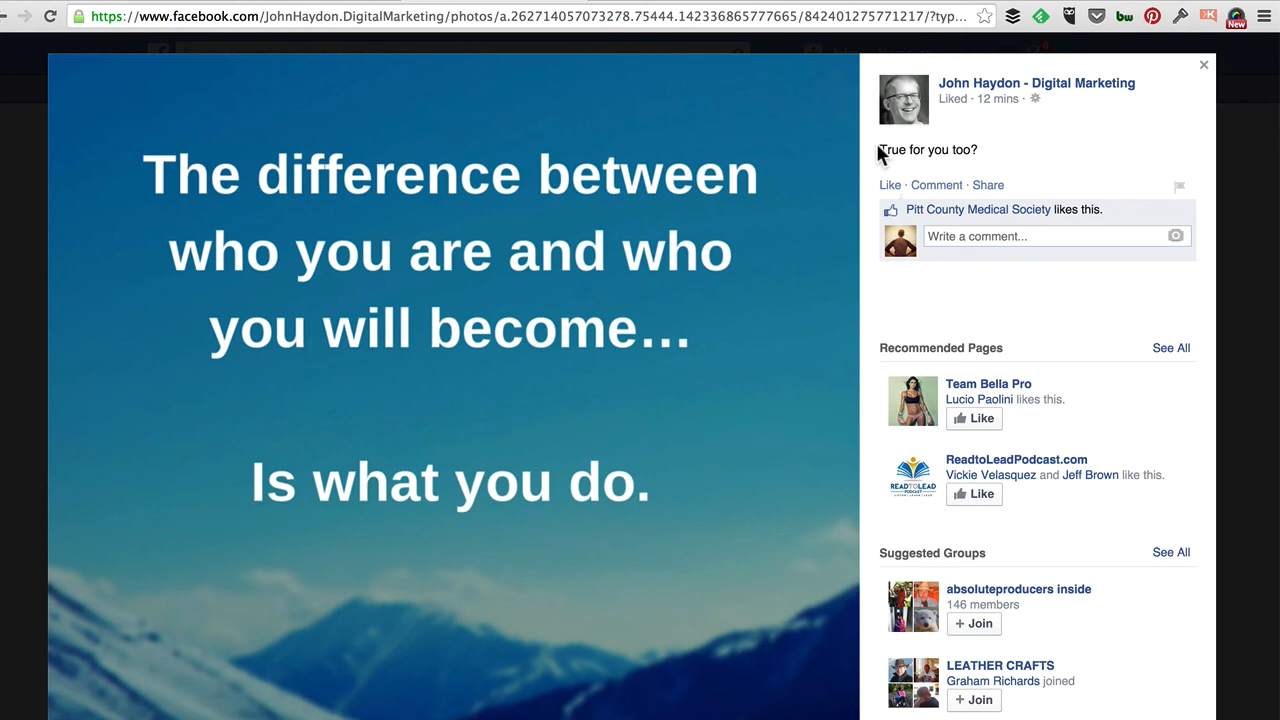 https://www.facebook.com/JohnHaydon.DigitalMarketing/photos/a.262714057073278.75444.142336865777665/842401275771217/?typ...
bw
New
The difference between
who you are and who
you will become...
Is what you do.
John Haydon - Digital Marketing
Liked · 12 mins ·
True for you too?
Like · Comment · Share
Pitt County Medical Society likes this.
Write a comment...
Recommended Pages
See All
Team Bella Pro
Lucio Paolini likes this.
Like
ReadtoLeadPodcast.com
READTOLEAD
PODCAST
Vickie Velasquez and Jeff Brown like this.
Like
Suggested Groups
See All
absoluteproducers inside
146 members
+ Join
LEATHER CRAFTS
Graham Richards joined
+ Join